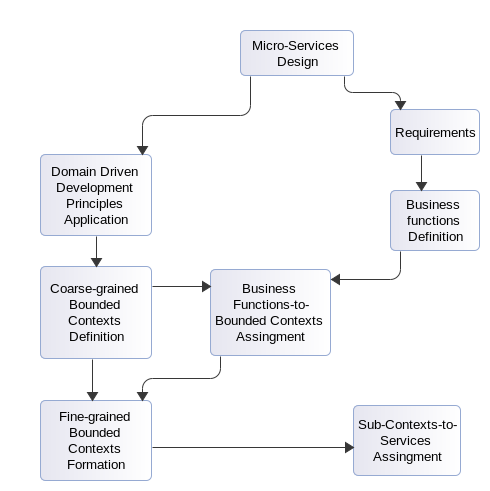 Micro-Services
Design
Requirements
Domain Driven
Development
Principles
Application
Business
functions
Definition
Coarse-grained
Bounded
Contexts
Definition
Business
Functions-to-
Bounded Contexts
Assingment
Fine-grained
Bounded
Contexts
Formation
Sub-Contexts-to-
Services
Assingment